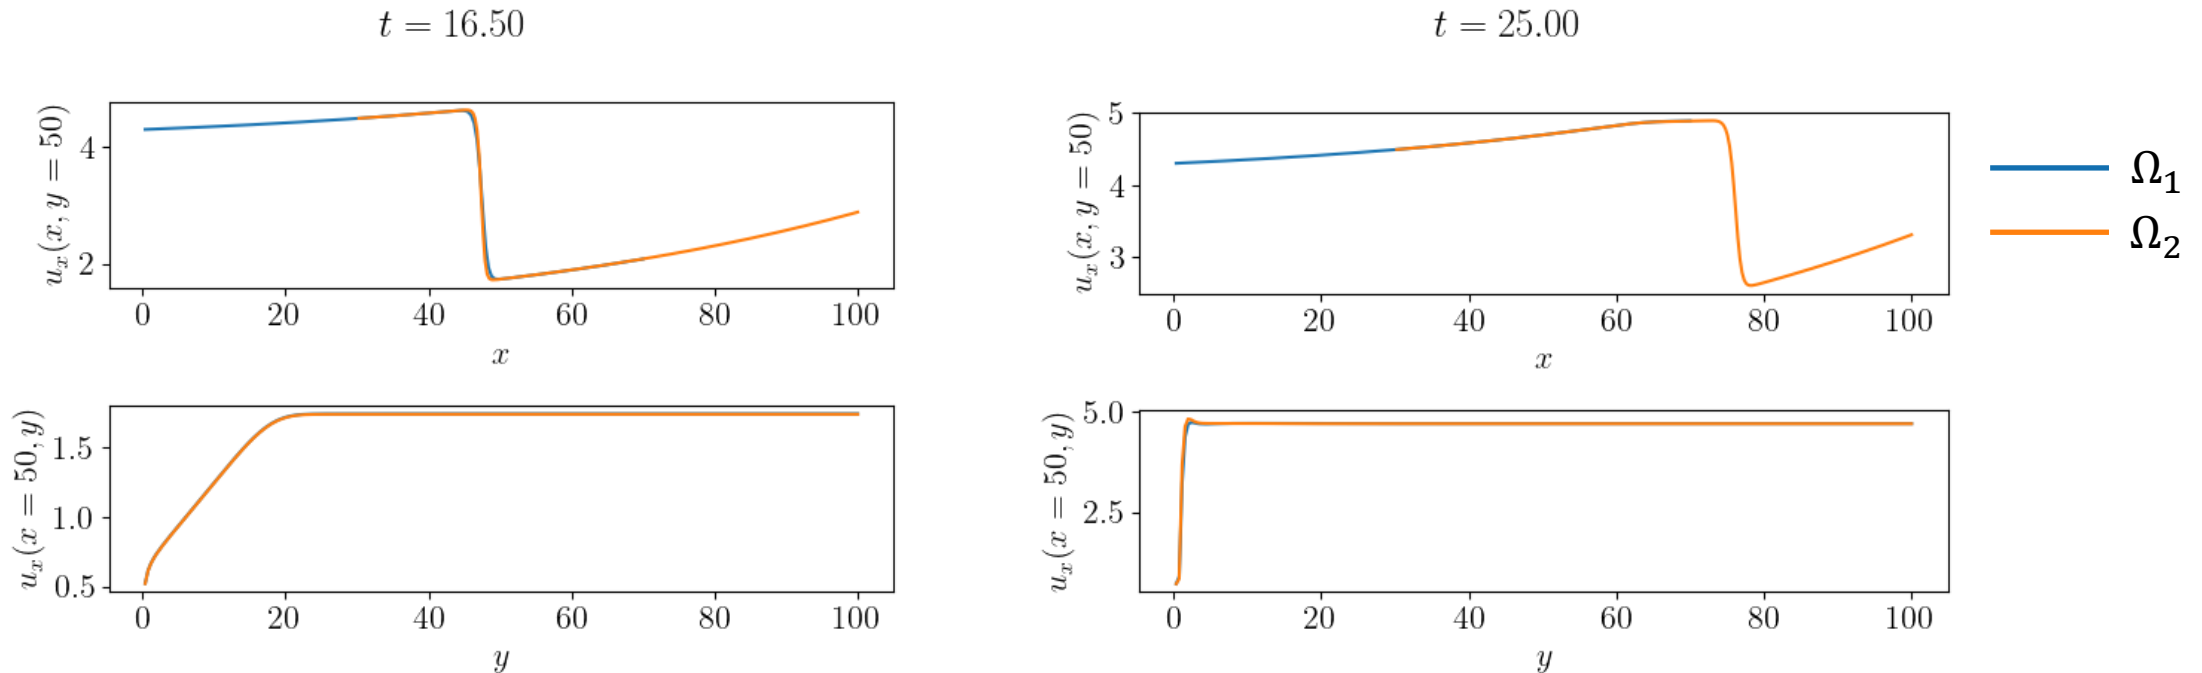 t = 16.50
t = 25.00
u_x(x, y = 50)
4
2
0 20 40 60 80 100
x
u_x(x = 50, y)
1.5
1.0
0.5
0 20 40 60 80 100
y
u_x(x, y = 50)
5
4
3
0 20 40 60 80 100
x
u_x(x = 50, y)
5.0
2.5
0 20 40 60 80 100
y
Ω₁
Ω₂